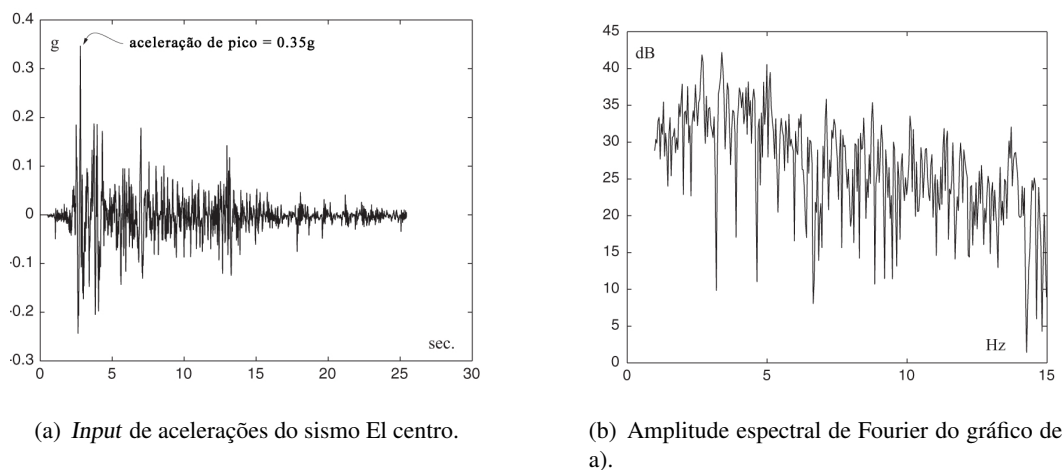 0.4
g
aceleração de pico = 0.35g
0.3
0.2
0.1
0
-0.1
-0.2
-0.3
sec.
0 5 10 15 20 25 30
45
dB
40
35
30
25
20
15
10
5
0
Hz
0 5 10 15
(a) Input de acelerações do sismo El centro.
(b) Amplitude espectral de Fourier do gráfico de
a).